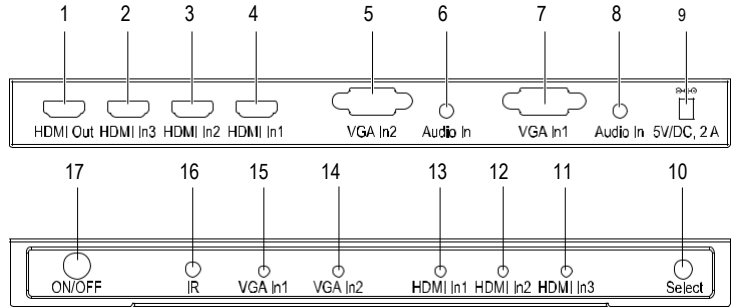 1 2 3 4 5 6 7 8 9
HDMI Out HDMI In3 HDMI In2 HDMI In1 VGA In2 Audio In VGA In1 Audio In 5V/DC, 2 A
17 16 15 14 13 12 11 10
ON/OFF IR VGA In1 VGA In2 HDMI In1 HDMI In2 HDMI In3 Select